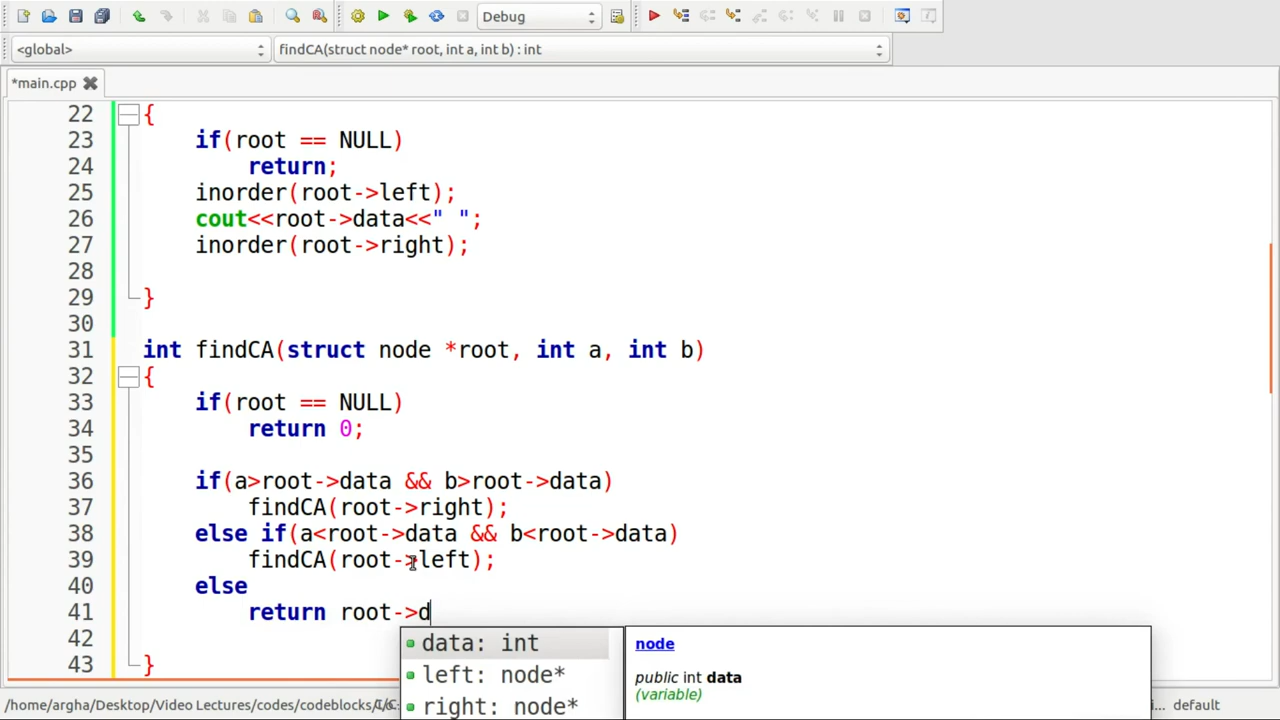 Debug
<global>
findCA(struct node* root, int a, int b) : int
*main.cpp
22 {
23 if(root == NULL)
24 return;
25 inorder(root->left);
26 cout<<root->data<<" ";
27 inorder(root->right);
28
29 }
30
31 int findCA(struct node *root, int a, int b)
32 {
33 if(root == NULL)
34 return 0;
35
36 if(a>root->data && b>root->data)
37 findCA(root->right);
38 else if(a<root->data && b<root->data)
39 findCA(root->left);
40 else
41 return root->d
42
43 }
data: int
left: node*
right: node*
node
public int data
(variable)
/home/argha/Desktop/Video Lectures/codes/codeblocks/
default